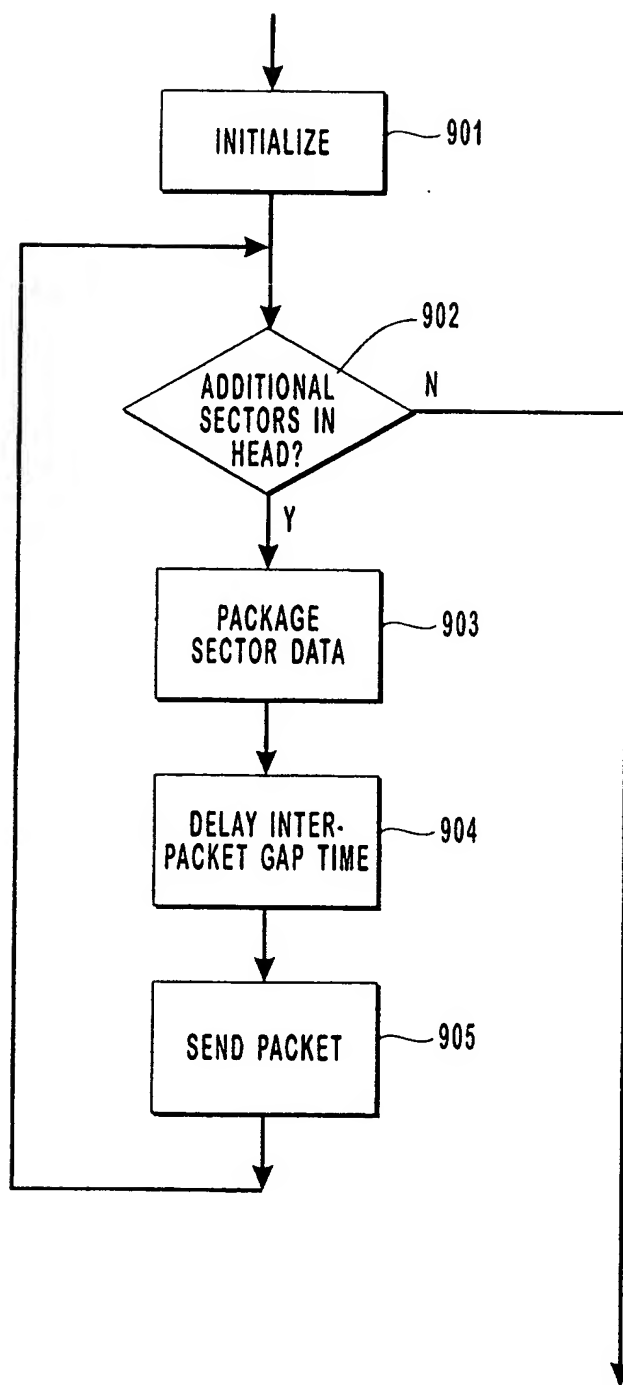 INITIALIZE
901
902
ADDITIONAL
SECTORS IN
HEAD?
N
Y
PACKAGE
SECTOR DATA
903
DELAY INTER-
PACKET GAP TIME
904
SEND PACKET
905